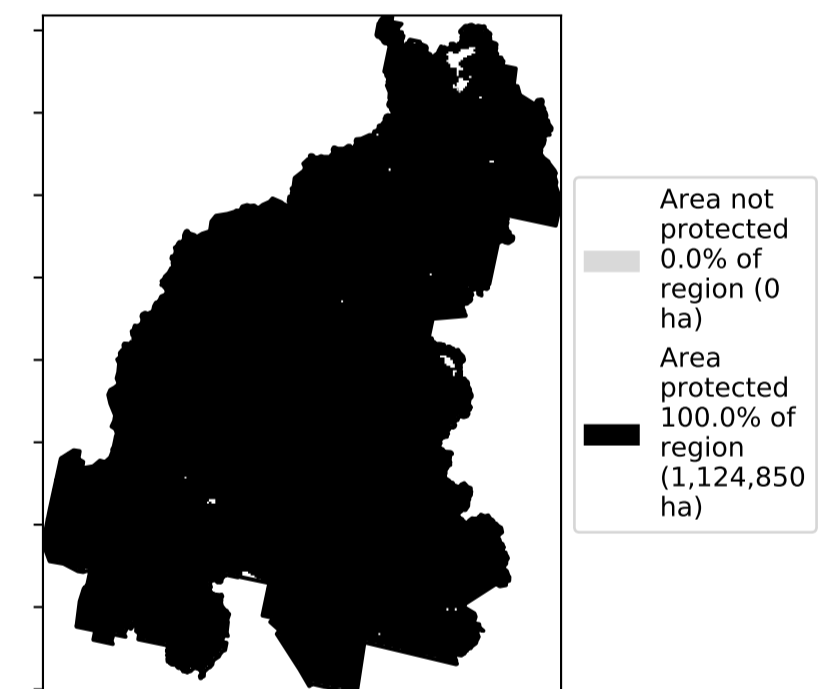 Area not
protected
0.0% of
region (0
ha)
Area
protected
100.0% of
region
(1,124,850
ha)